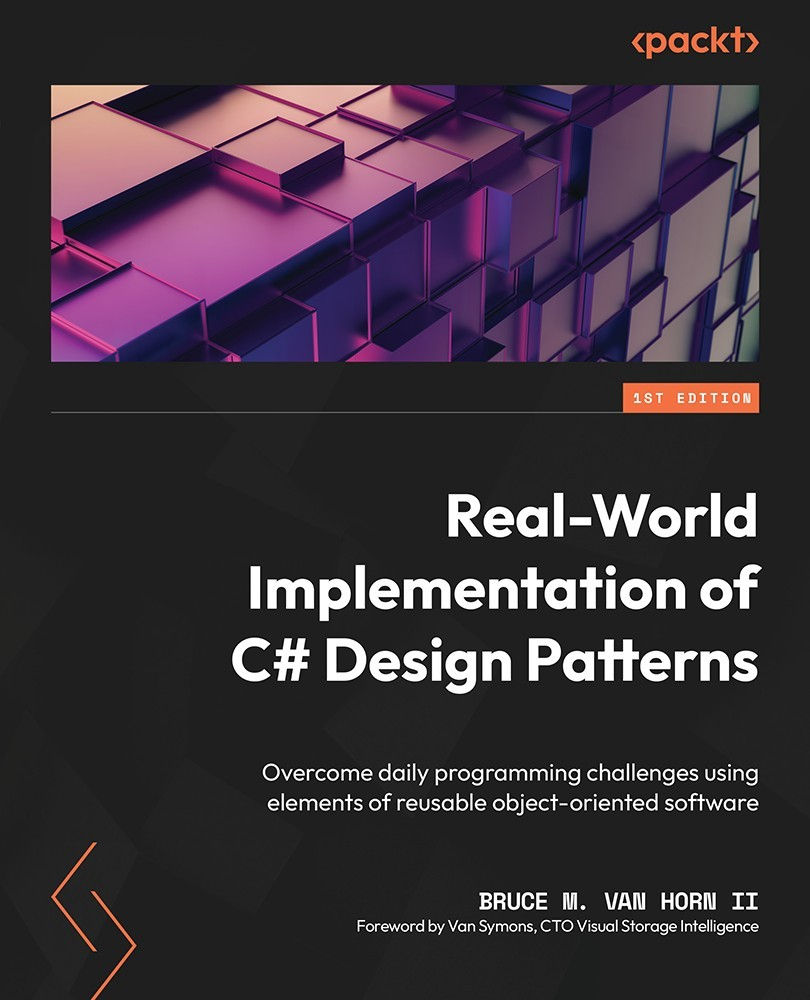 <packt>
1ST EDITION
Real-World
Implementation of
C# Design Patterns
Overcome daily programming challenges using
elements of reusable object-oriented software
BRUCE M. VAN HORN II
Foreword by Van Symons, CTO Visual Storage Intelligence